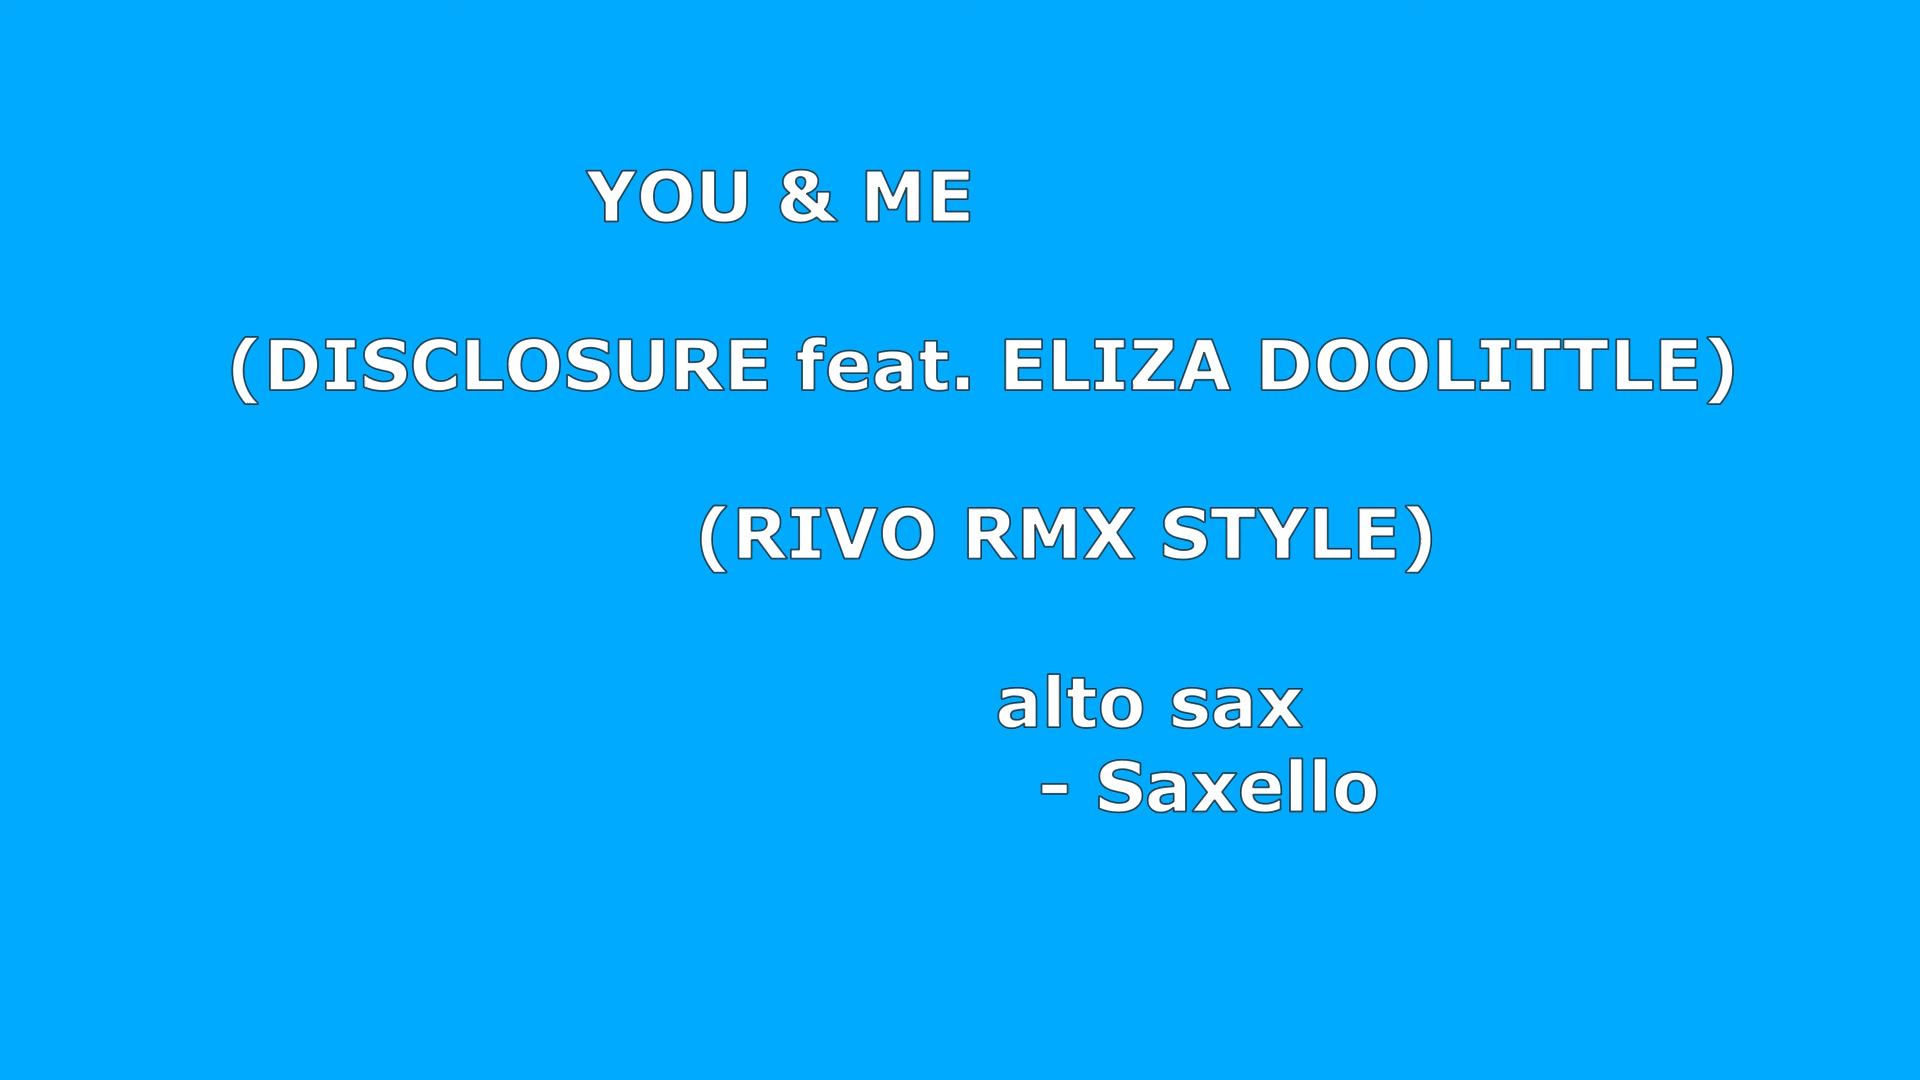 YOU & ME
(DISCLOSURE feat. ELIZA DOOLITTLE)
(RIVO RMX STYLE)
alto sax
- Saxello